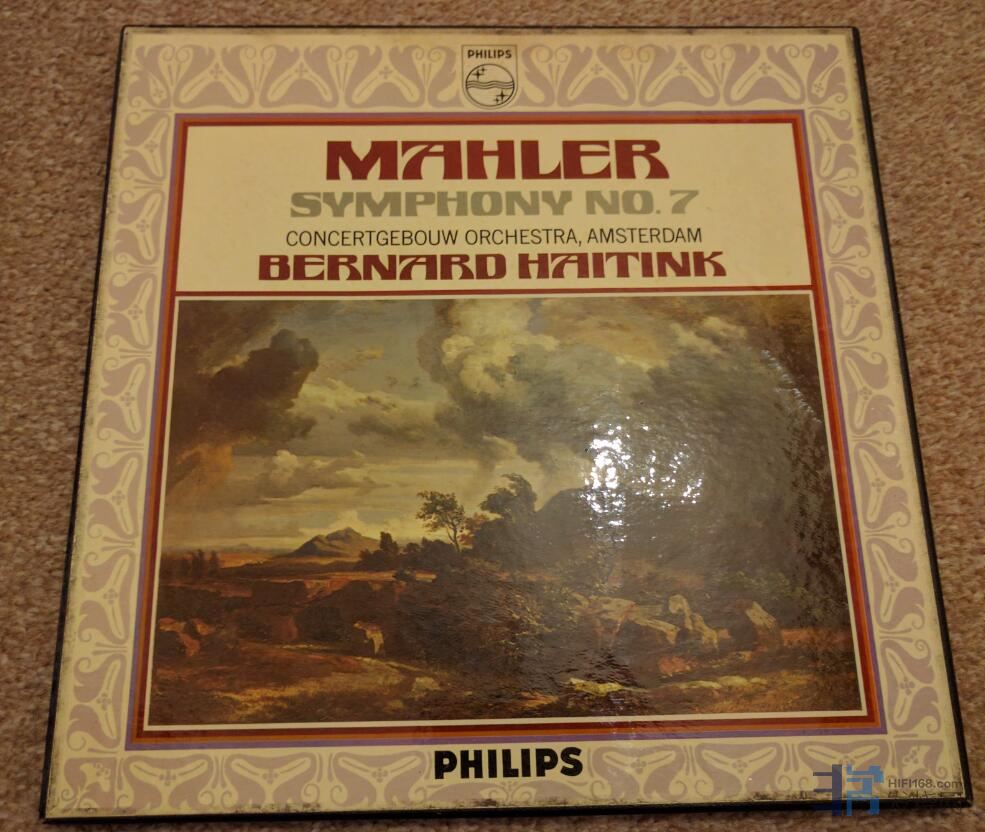 PHILIPS
MAHLER
SYMPHONY NO. 7
CONCERTGEBOUW ORCHESTRA, AMSTERDAM
BERNARD HAITINK
PHILIPS
HIFI168.com